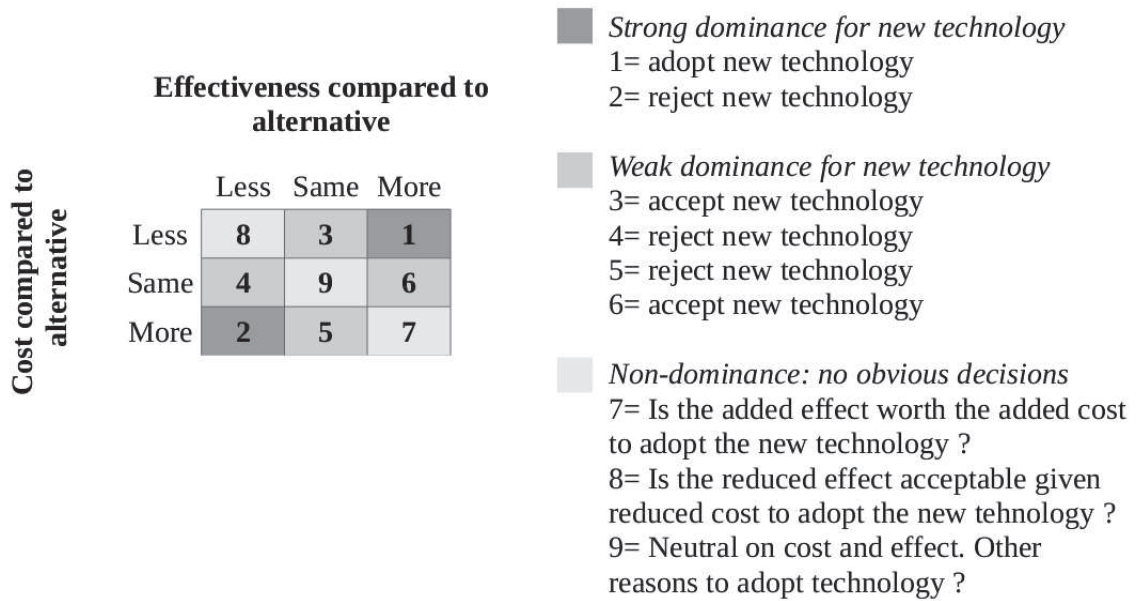 Effectiveness compared to
alternative
Cost compared to
alternative
Less Same More
Less 8 3 1
Same 4 9 6
More 2 5 7
Strong dominance for new technology
1= adopt new technology
2= reject new technology
Weak dominance for new technology
3= accept new technology
4= reject new technology
5= reject new technology
6= accept new technology
Non-dominance: no obvious decisions
7= Is the added effect worth the added cost
to adopt the new technology ?
8= Is the reduced effect acceptable given
reduced cost to adopt the new tehnology ?
9= Neutral on cost and effect. Other
reasons to adopt technology ?